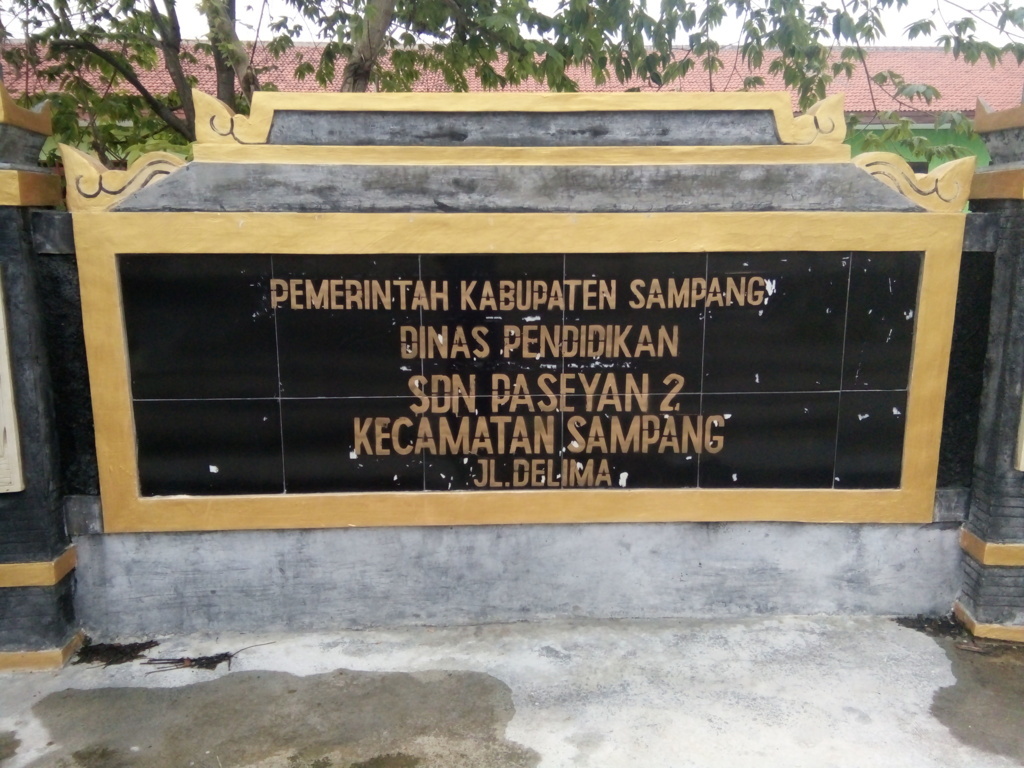 PEMERINTAH KABUPATEN SAMPANG
DINAS PENDIDIKAN
SDN PASEYAN 2
KECAMATAN SAMPANG
JL.DELIMA